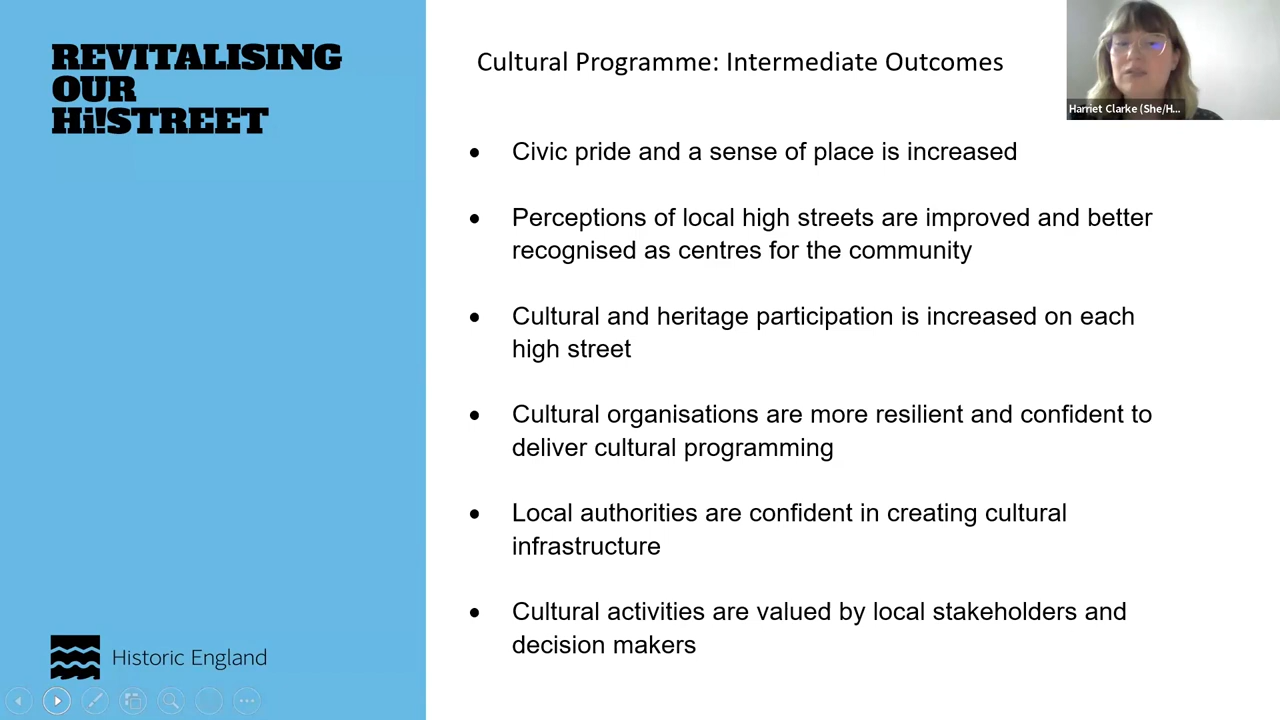 REVITALISING
OUR
Hi!STREET
Cultural Programme: Intermediate Outcomes
Harriet Clarke (She/H...
• Civic pride and a sense of place is increased
• Perceptions of local high streets are improved and better
recognised as centres for the community
• Cultural and heritage participation is increased on each
high street
• Cultural organisations are more resilient and confident to
deliver cultural programming
• Local authorities are confident in creating cultural
infrastructure
• Cultural activities are valued by local stakeholders and
decision makers
Historic England